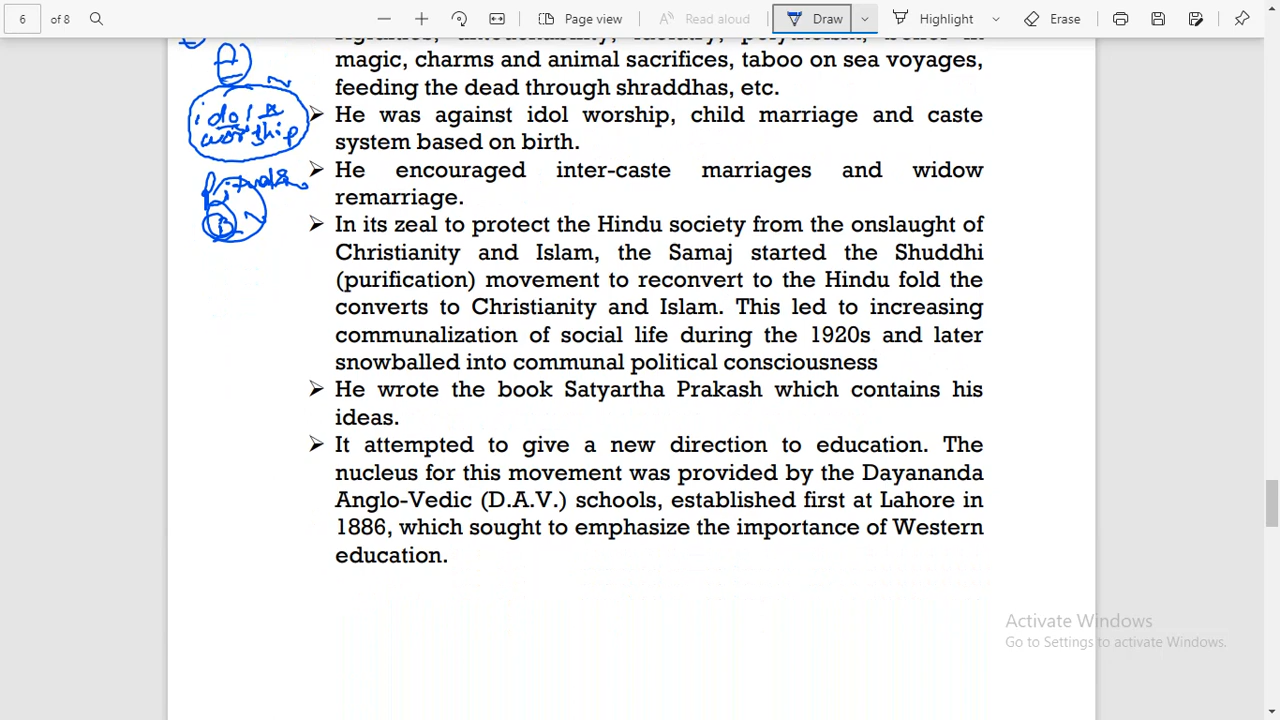 6 of 8 Page view Read aloud Draw Highlight Erase
magic, charms and animal sacrifices, taboo on sea voyages,
feeding the dead through shraddhas, etc.
idol
worship
➢ He was against idol worship, child marriage and caste
system based on birth.
➢ He encouraged inter-caste marriages and widow
remarriage.
➢ In its zeal to protect the Hindu society from the onslaught of
Christianity and Islam, the Samaj started the Shuddhi
(purification) movement to reconvert to the Hindu fold the
converts to Christianity and Islam. This led to increasing
communalization of social life during the 1920s and later
snowballed into communal political consciousness
➢ He wrote the book Satyartha Prakash which contains his
ideas.
➢ It attempted to give a new direction to education. The
nucleus for this movement was provided by the Dayananda
Anglo-Vedic (D.A.V.) schools, established first at Lahore in
1886, which sought to emphasize the importance of Western
education.
Activate Windows
Go to Settings to activate Windows.